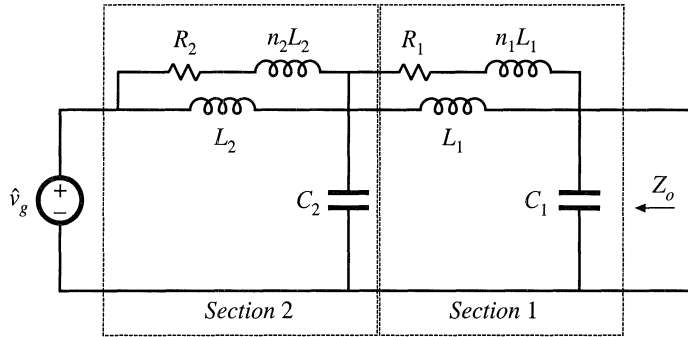 R₂ n₂L₂ R₁ n₁L₁
L₂ L₁
v̂g + − C₂ C₁ Zₒ
Section 2 Section 1